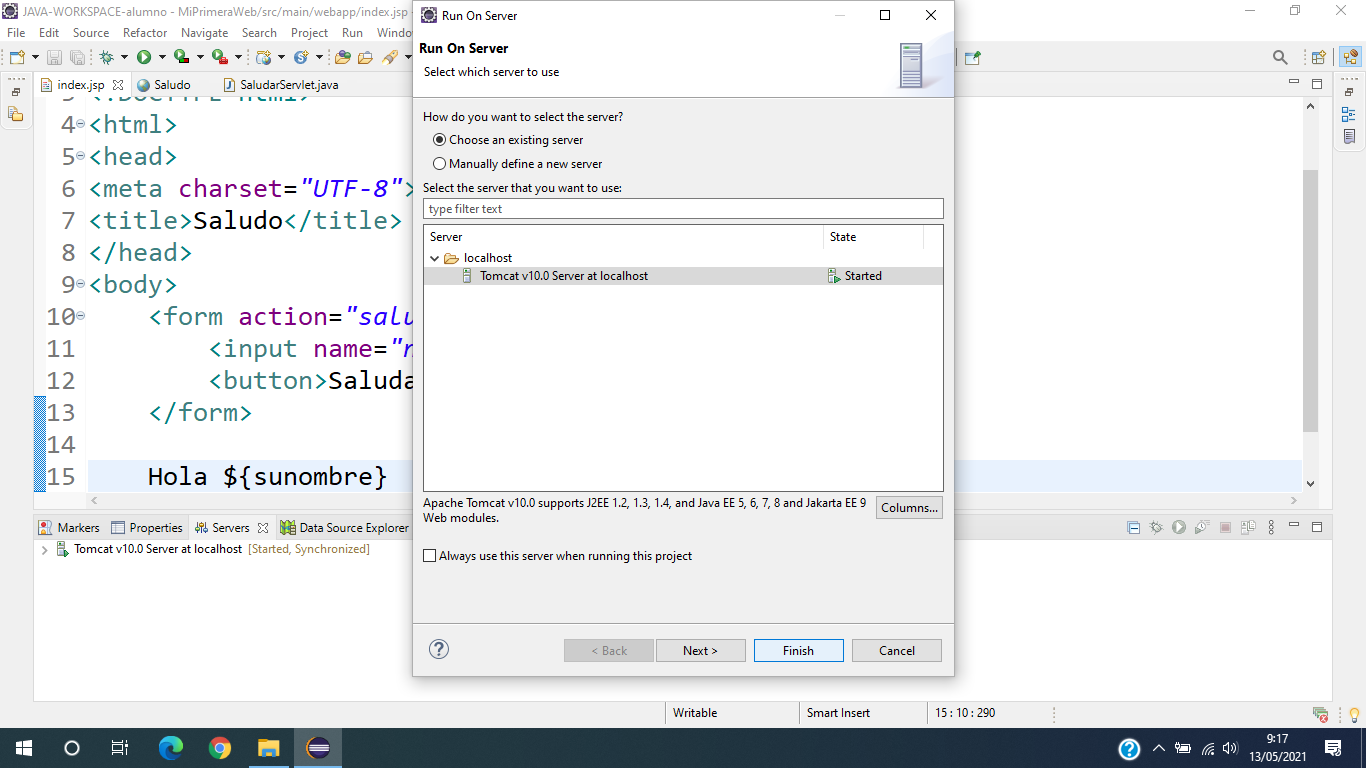 JAVA-WORKSPACE-alumno - MiPrimeraWeb/src/main/webapp/index.jsp -
File Edit Source Refactor Navigate Search Project Run Windo
index.jsp Saludo SaludarServlet.java
4 <html>
5 <head>
6 <meta charset="UTF-8">
7 <title>Saludo</title>
8 </head>
9 <body>
10 <form action="salu
11 <input name="n
12 <button>Saluda
13 </form>
14
15 Hola ${sunombre}
Markers Properties Servers Data Source Explorer
Tomcat v10.0 Server at localhost [Started, Synchronized]
Run On Server
Run On Server
Select which server to use
How do you want to select the server?
Choose an existing server
Manually define a new server
Select the server that you want to use:
type filter text
Server State
localhost
Tomcat v10.0 Server at localhost Started
Apache Tomcat v10.0 supports J2EE 1.2, 1.3, 1.4, and Java EE 5, 6, 7, 8 and Jakarta EE 9
Web modules.
Columns...
Always use this server when running this project
< Back Next > Finish Cancel
Writable Smart Insert 15 : 10 : 290
9:17
13/05/2021